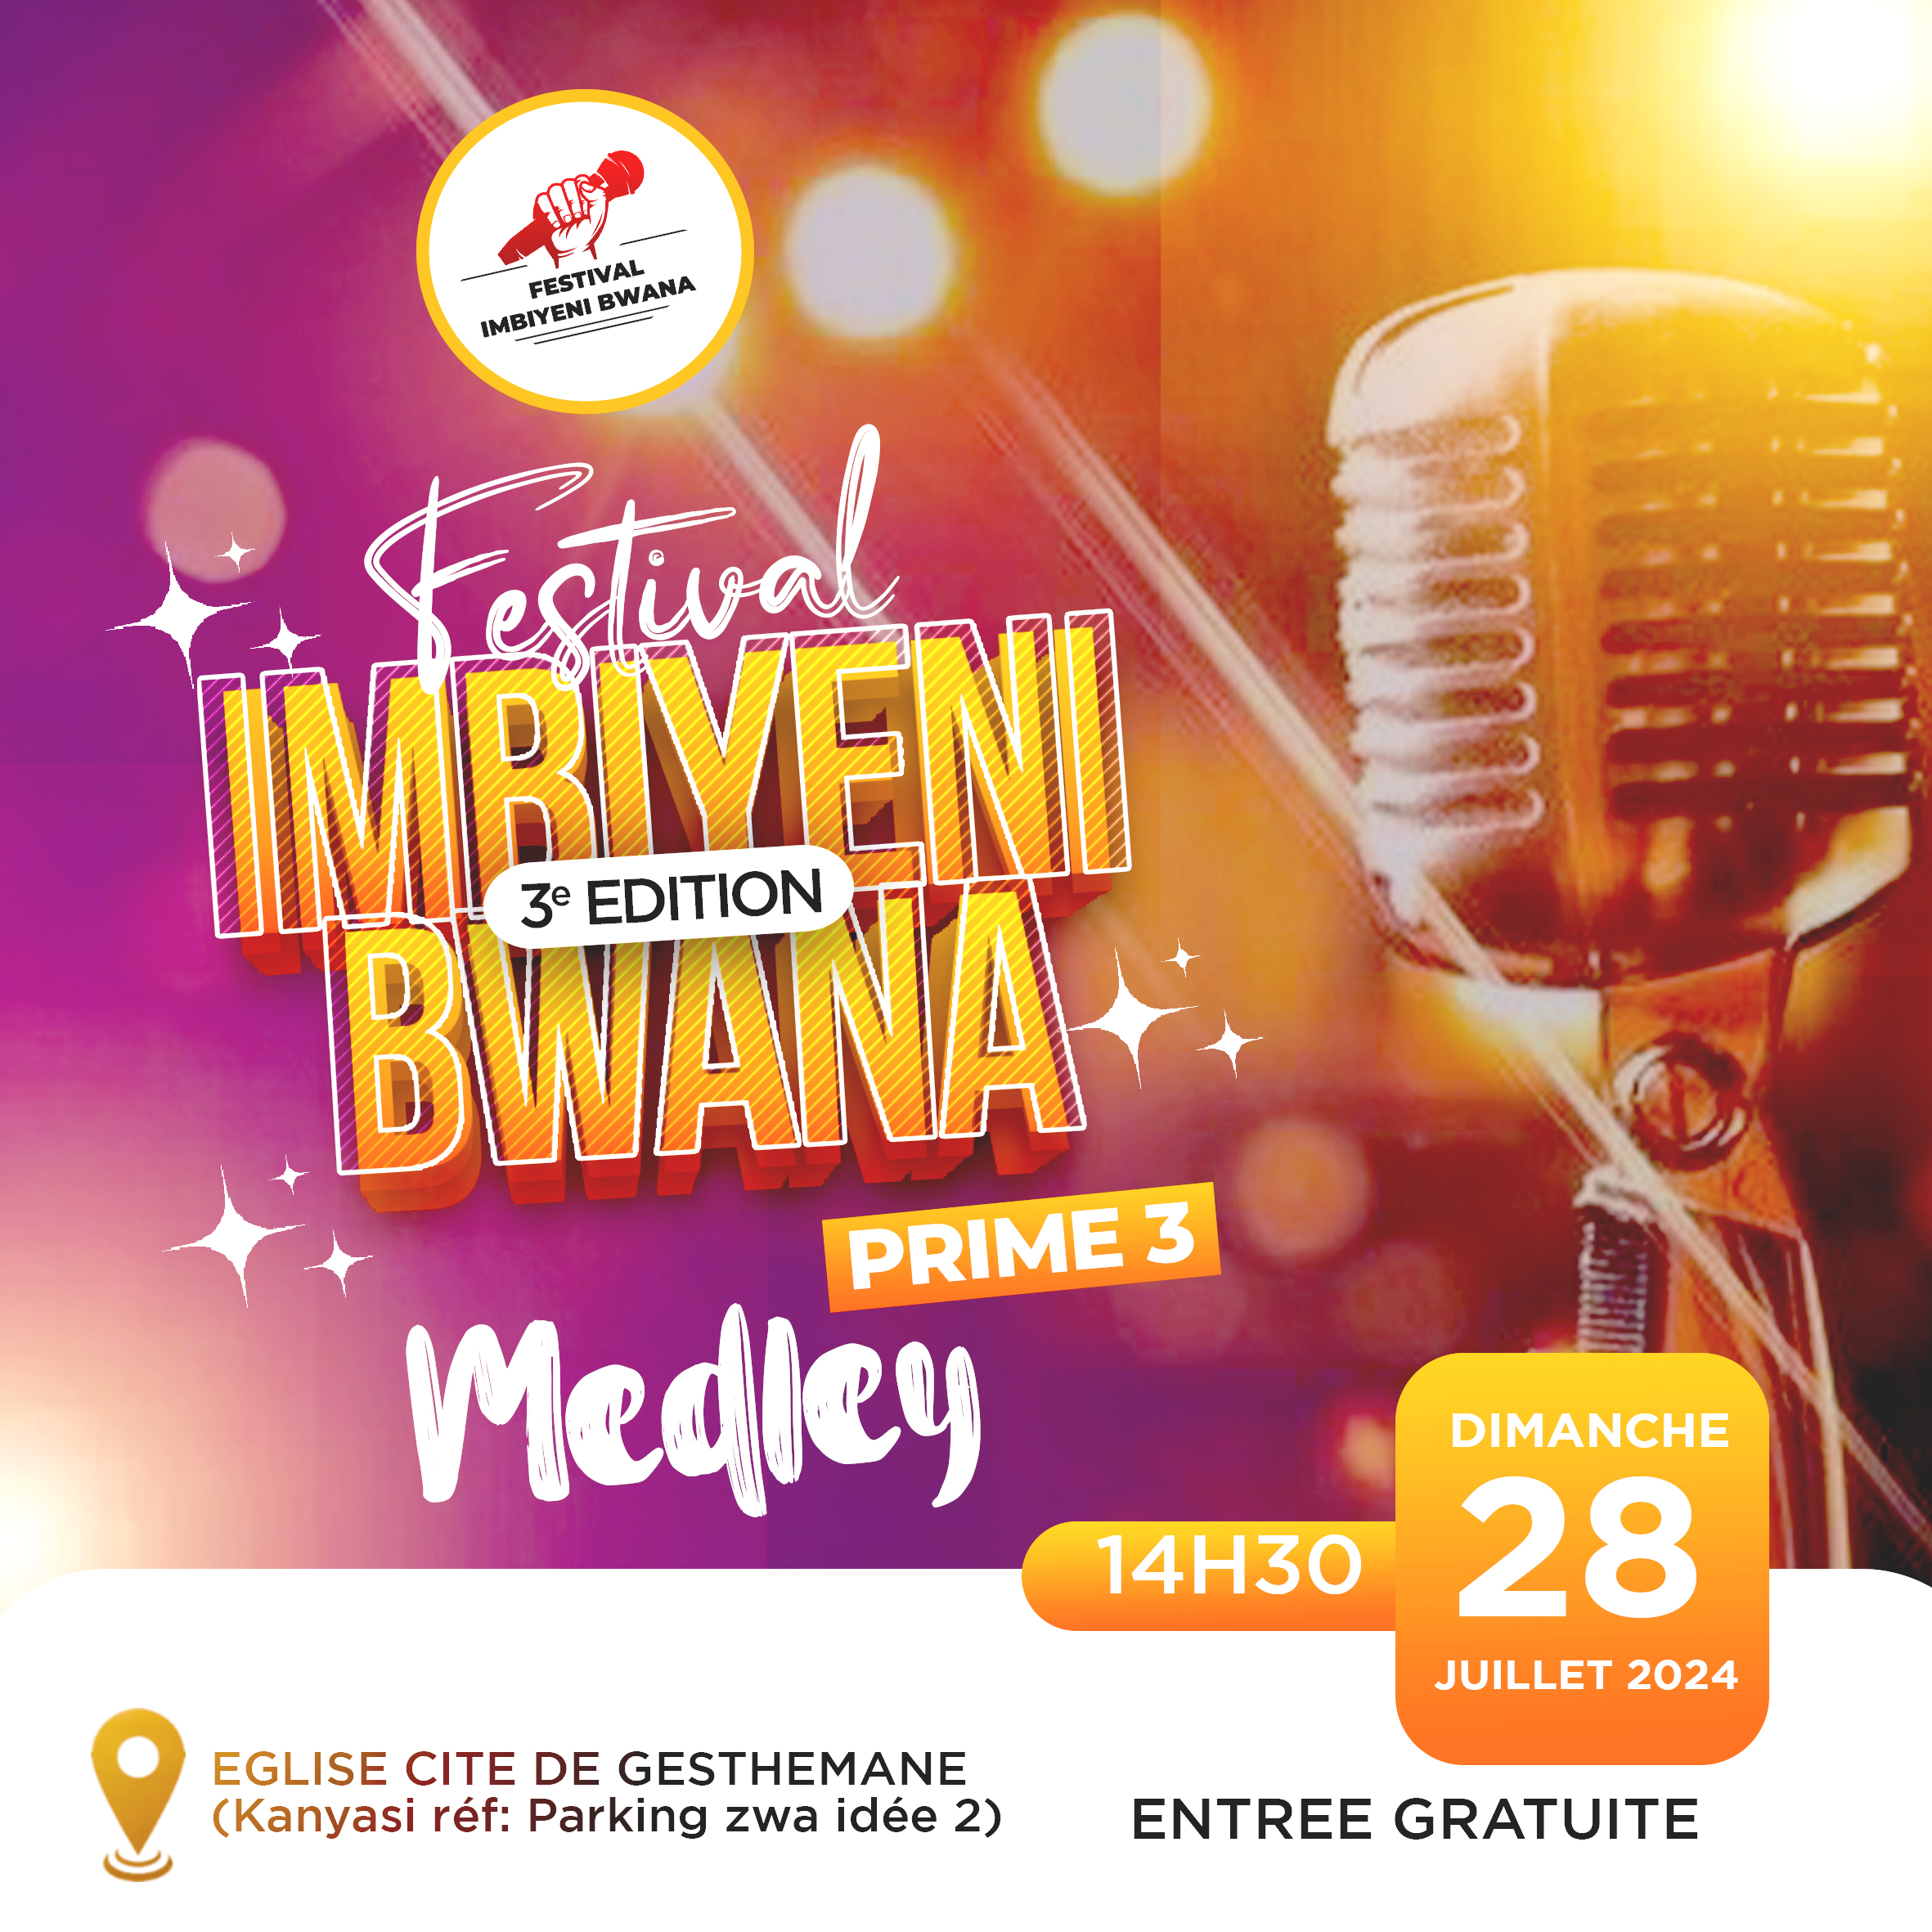 FESTIVAL
IMBIYENI BWANA
Festival
IMBIYENI
3e EDITION
BWANA
PRIME 3
Medley
14H30
DIMANCHE
28
JUILLET 2024
EGLISE CITE DE GESTHEMANE
(Kanyasi réf: Parking zwa idée 2)
ENTREE GRATUITE